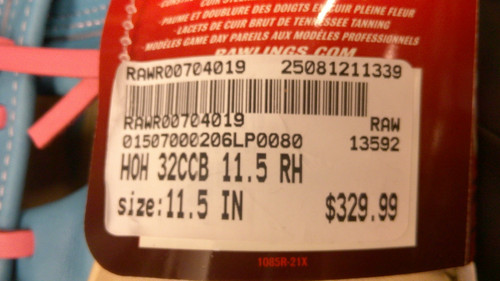 CUIR
-PAUME ET DOUBLURE DES DOIGTS EN CUIR PLEINE FLEUR
-LACETS DE CUIR BRUT DE TENNESSEE TANNING
MODÈLES GAME DAY PAREILS AUX MODÈLES PROFESSIONNELS
RAWLINGS.COM
RAWR00704019 25081211339
RAWR00704019 RAW
01507000206LP0080 13592
HOH 32CCB 11.5 RH
size:11.5 IN $329.99
1085R-21X